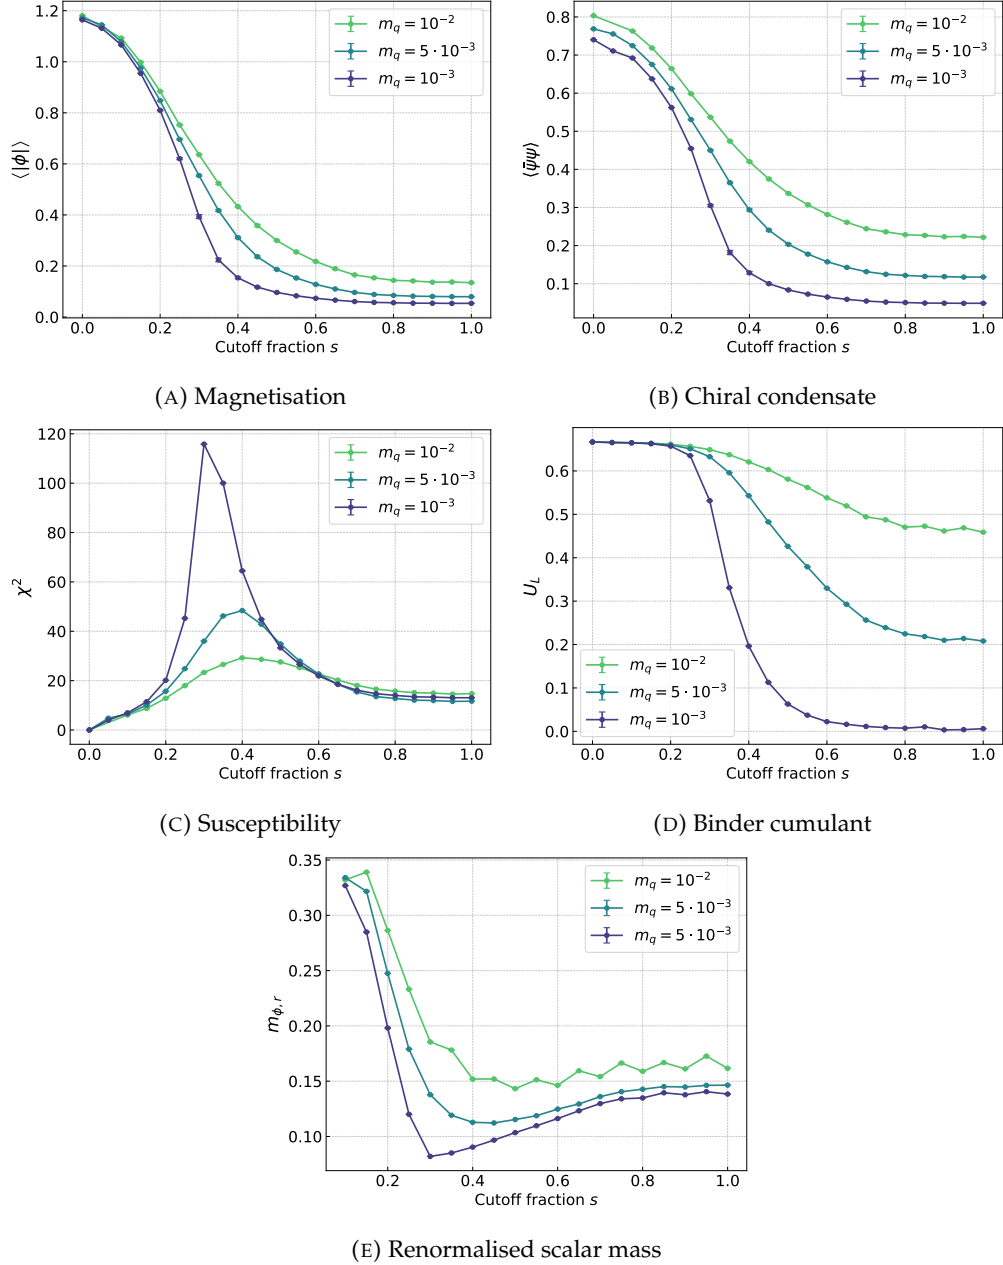 1.2
1.0
0.8
0.6
0.4
0.2
0.0
⟨|ϕ|⟩
m_q = 10^{-2}
m_q = 5 · 10^{-3}
m_q = 10^{-3}
0.0 0.2 0.4 0.6 0.8 1.0
Cutoff fraction s
(A) Magnetisation
0.8
0.7
0.6
0.5
0.4
0.3
0.2
0.1
⟨ψ̄ψ⟩
m_q = 10^{-2}
m_q = 5 · 10^{-3}
m_q = 10^{-3}
0.0 0.2 0.4 0.6 0.8 1.0
Cutoff fraction s
(B) Chiral condensate
120
100
80
60
40
20
0
χ^2
m_q = 10^{-2}
m_q = 5 · 10^{-3}
m_q = 10^{-3}
0.0 0.2 0.4 0.6 0.8 1.0
Cutoff fraction s
(C) Susceptibility
0.6
0.5
0.4
0.3
0.2
0.1
0.0
U_L
m_q = 10^{-2}
m_q = 5 · 10^{-3}
m_q = 10^{-3}
0.0 0.2 0.4 0.6 0.8 1.0
Cutoff fraction s
(D) Binder cumulant
0.35
0.30
0.25
0.20
0.15
0.10
m_{ϕ,r}
m_q = 10^{-2}
m_q = 5 · 10^{-3}
m_q = 5 · 10^{-3}
0.2 0.4 0.6 0.8 1.0
Cutoff fraction s
(E) Renormalised scalar mass